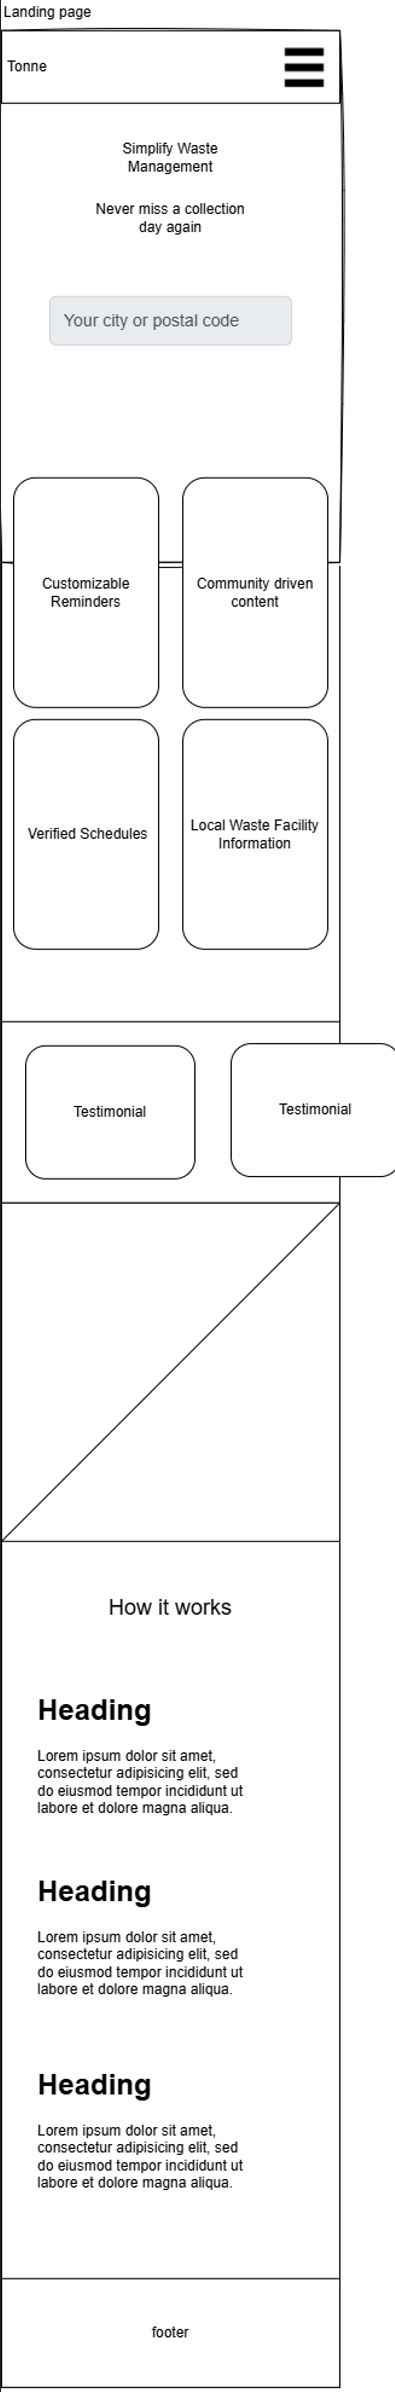 Landing page
Tonne
Simplify Waste
Management
Never miss a collection
day again
Your city or postal code
Customizable
Reminders
Community driven
content
Verified Schedules
Local Waste Facility
Information
Testimonial
Testimonial
How it works
Heading
Lorem ipsum dolor sit amet,
consectetur adipisicing elit, sed
do eiusmod tempor incididunt ut
labore et dolore magna aliqua.
Heading
Lorem ipsum dolor sit amet,
consectetur adipisicing elit, sed
do eiusmod tempor incididunt ut
labore et dolore magna aliqua.
Heading
Lorem ipsum dolor sit amet,
consectetur adipisicing elit, sed
do eiusmod tempor incididunt ut
labore et dolore magna aliqua.
footer